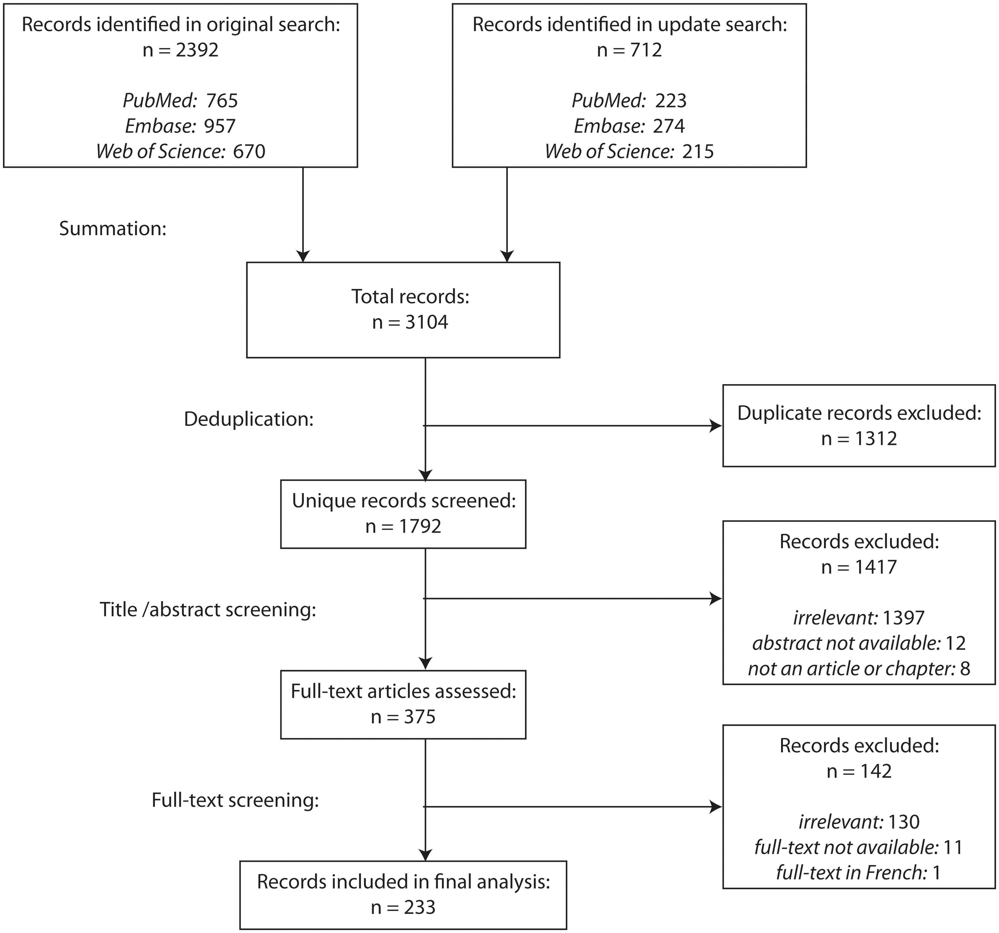 Records identified in original search:
n = 2392
PubMed: 765
Embase: 957
Web of Science: 670
Records identified in update search:
n = 712
PubMed: 223
Embase: 274
Web of Science: 215
Summation:
Total records:
n = 3104
Deduplication:
Duplicate records excluded:
n = 1312
Unique records screened:
n = 1792
Title /abstract screening:
Records excluded:
n = 1417
irrelevant: 1397
abstract not available: 12
not an article or chapter: 8
Full-text articles assessed:
n = 375
Full-text screening:
Records excluded:
n = 142
irrelevant: 130
full-text not available: 11
full-text in French: 1
Records included in final analysis:
n = 233